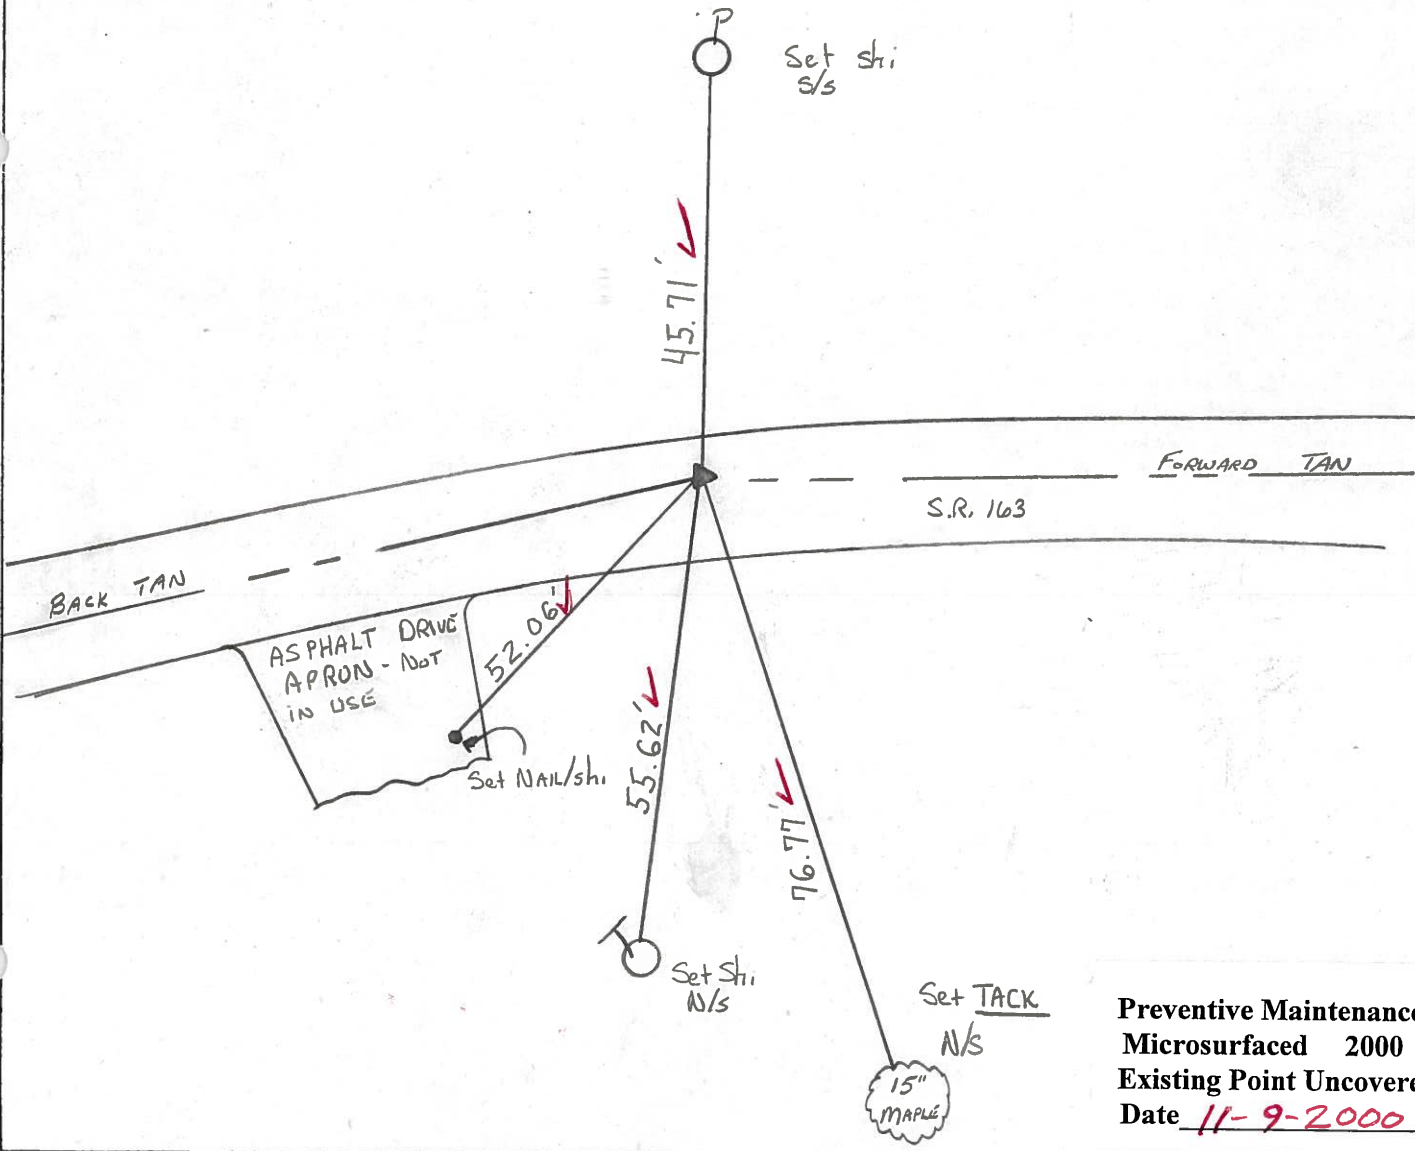 P
Set shi
S/s
45.71'
FORWARD TAN
S.R. 163
BACK TAN
ASPHALT DRIVE
APRON - NOT
IN USE
52.06'
Set NAIL/shi
55.62'
76.77'
T
Set Shi
N/s
Set TACK
N/S
15"
MAPLE
Preventive Maintenance
Microsurfaced 2000
Existing Point Uncovere
Date 11-9-2000